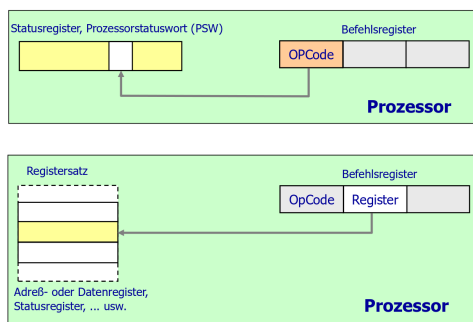 Statusregister, Prozessorstatuswort (PSW)
Befehlsregister
OPCode
Prozessor
Registersatz
Befehlsregister
OpCode Register
Adreß- oder Datenregister,
Statusregister, ... usw.
Prozessor